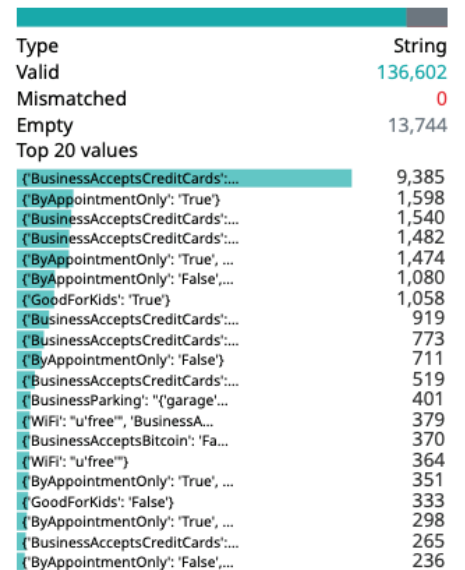 Type String
Valid 136,602
Mismatched 0
Empty 13,744
Top 20 values
{'BusinessAcceptsCreditCards':... 9,385
{'ByAppointmentOnly': 'True'} 1,598
{'BusinessAcceptsCreditCards':... 1,540
{'BusinessAcceptsCreditCards':... 1,482
{'ByAppointmentOnly': 'True', ... 1,474
{'ByAppointmentOnly': 'False',... 1,080
{'GoodForKids': 'True'} 1,058
{'BusinessAcceptsCreditCards':... 919
{'BusinessAcceptsCreditCards':... 773
{'ByAppointmentOnly': 'False'} 711
{'BusinessAcceptsCreditCards':... 519
{'BusinessParking': "{'garage'... 401
{'WiFi': "u'free'", 'BusinessA... 379
{'BusinessAcceptsBitcoin': 'Fa... 370
{'WiFi': "u'free'"} 364
{'ByAppointmentOnly': 'True', ... 351
{'GoodForKids': 'False'} 333
{'ByAppointmentOnly': 'True', ... 298
{'BusinessAcceptsCreditCards':... 265
{'ByAppointmentOnly': 'False',... 236